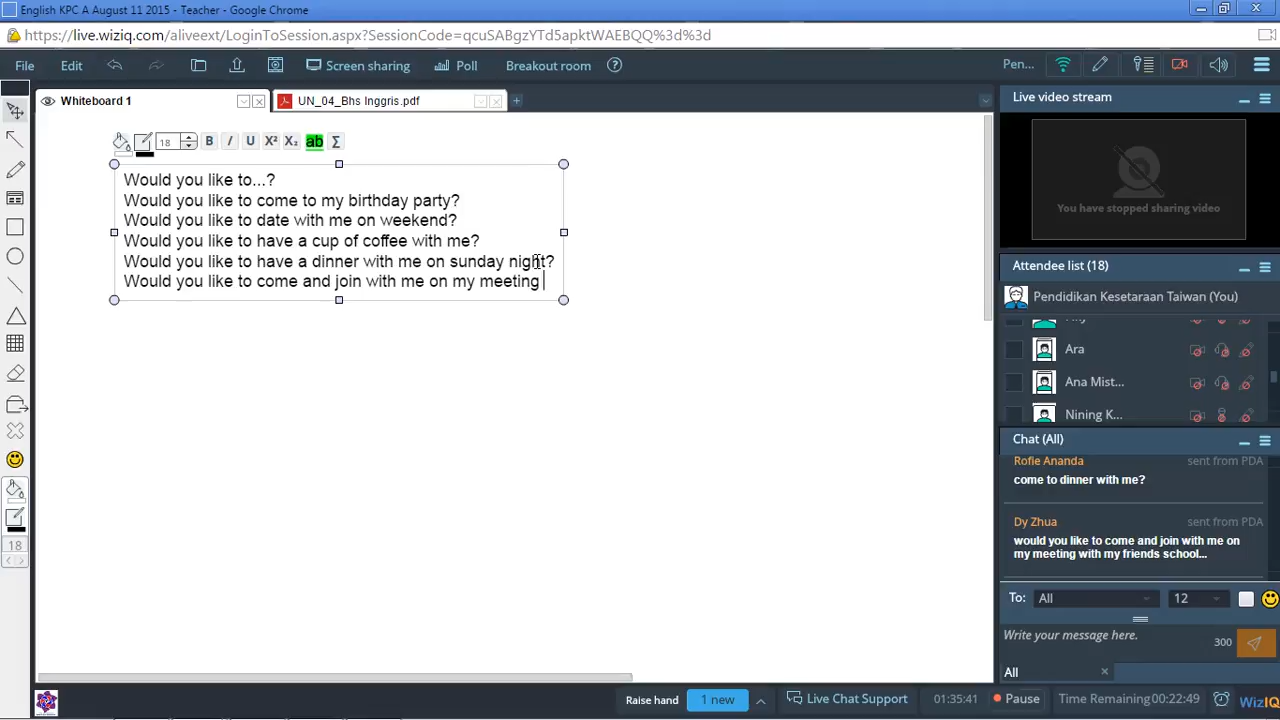 English KPC A August 11 2015 - Teacher - Google Chrome
https://live.wiziq.com/aliveext/LoginToSession.aspx?SessionCode=qcuSABgzYTd5apktWAEBQQ%3d%3d
File Edit Screen sharing Poll Breakout room ? Pen...
Whiteboard 1 UN_04_Bhs Inggris.pdf +
Live video stream
18 B I U X² X₂ ab Σ
Would you like to...?
Would you like to come to my birthday party?
Would you like to date with me on weekend?
Would you like to have a cup of coffee with me?
Would you like to have a dinner with me on sunday night?
Would you like to come and join with me on my meeting
You have stopped sharing video
Attendee list (18)
Pendidikan Kesetaraan Taiwan (You)
Ara
Ana Mist...
Nining K...
Chat (All)
Rofie Ananda sent from PDA
come to dinner with me?
Dy Zhua sent from PDA
would you like to come and join with me on
my meeting with my friends school...
18
To: All 12
Write your message here. 300
All
Raise hand 1 new Live Chat Support 01:35:41 Pause Time Remaining 00:22:49 WizIQ